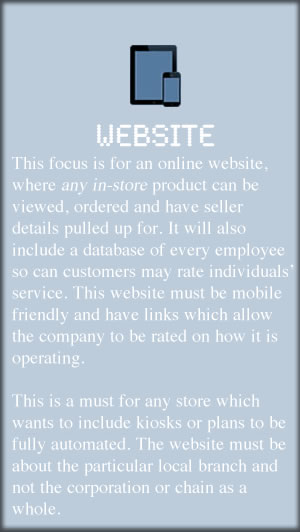 WEBSITE
This focus is for an online website,
where any in-store product can be
viewed, ordered and have seller
details pulled up for. It will also
include a database of every employee
so can customers may rate individuals'
service. This website must be mobile
friendly and have links which allow
the company to be rated on how it is
operating.
This is a must for any store which
wants to include kiosks or plans to be
fully automated. The website must be
about the particular local branch and
not the corporation or chain as a
whole.